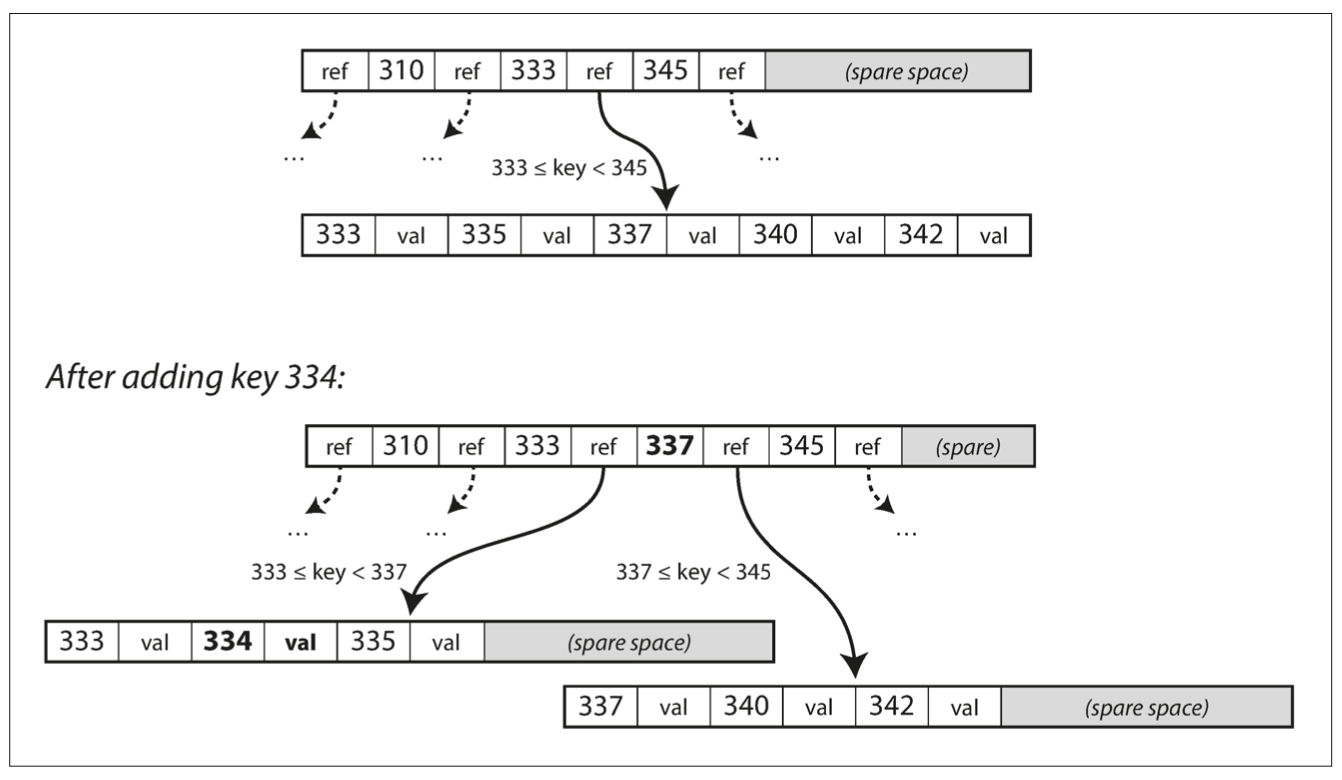 ref 310 ref 333 ref 345 ref (spare space)
... ... ...
333 ≤ key < 345
333 val 335 val 337 val 340 val 342 val
After adding key 334:
ref 310 ref 333 ref 337 ref 345 ref (spare)
... ... ...
333 ≤ key < 337 337 ≤ key < 345
333 val 334 val 335 val (spare space)
337 val 340 val 342 val (spare space)